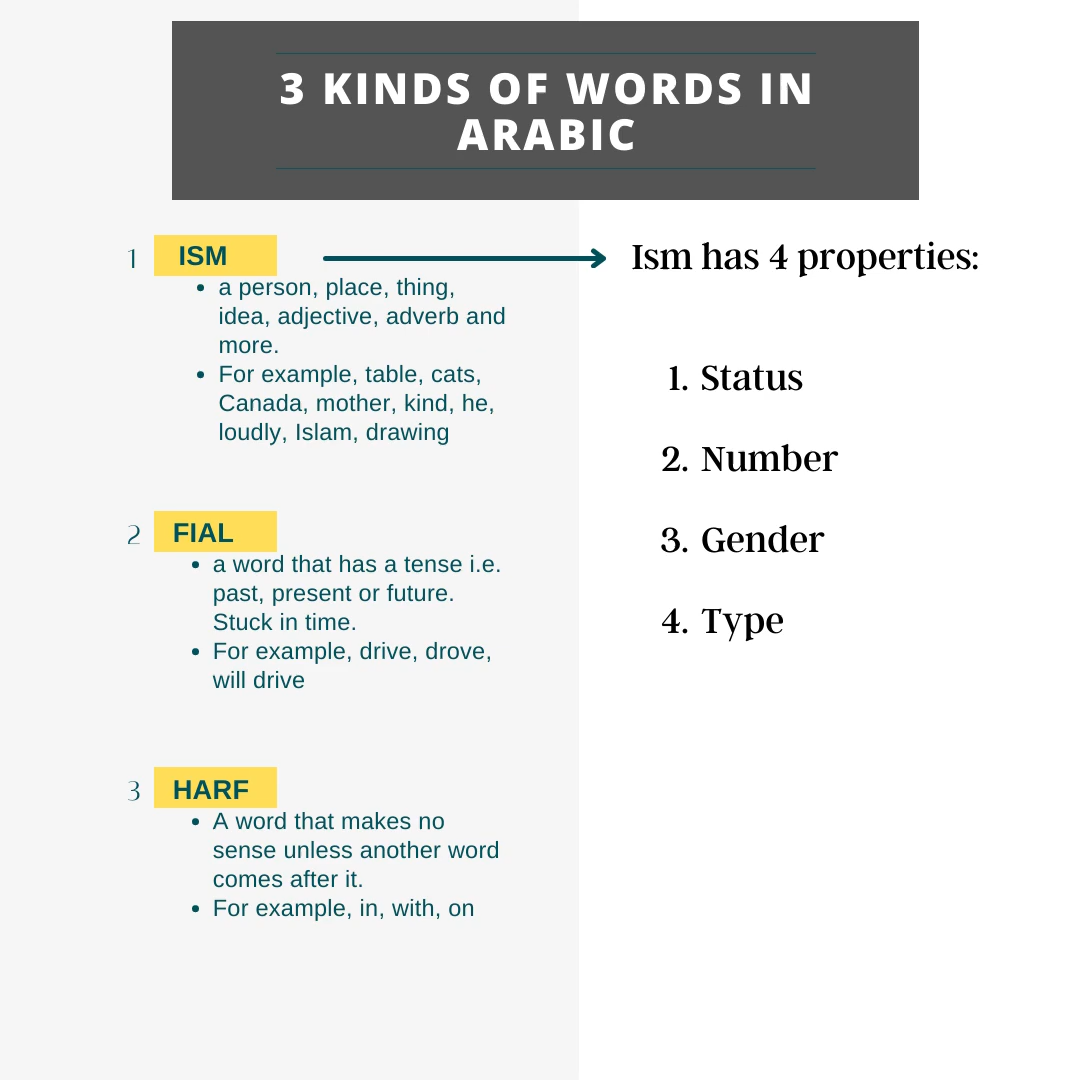 3 KINDS OF WORDS IN
ARABIC
1 ISM
• a person, place, thing,
idea, adjective, adverb and
more.
• For example, table, cats,
Canada, mother, kind, he,
loudly, Islam, drawing
2 FIAL
• a word that has a tense i.e.
past, present or future.
Stuck in time.
• For example, drive, drove,
will drive
3 HARF
• A word that makes no
sense unless another word
comes after it.
• For example, in, with, on
Ism has 4 properties:
1. Status
2. Number
3. Gender
4. Type